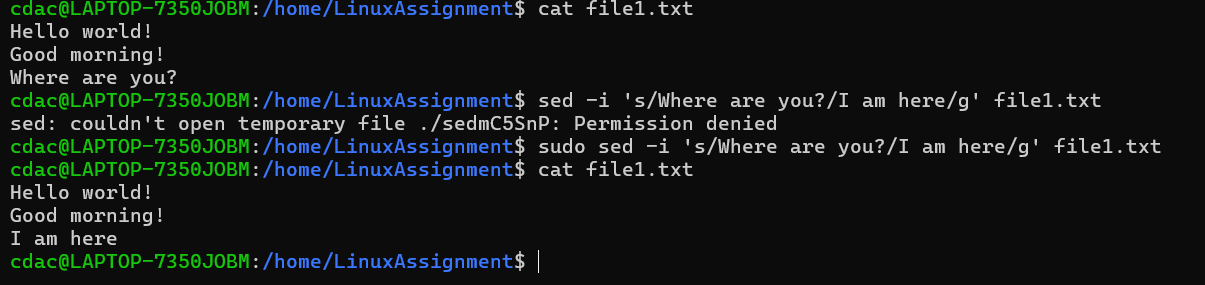 cdac@LAPTOP-7350JOBM:/home/LinuxAssignment$ cat file1.txt
Hello world!
Good morning!
Where are you?
cdac@LAPTOP-7350JOBM:/home/LinuxAssignment$ sed -i 's/Where are you?/I am here/g' file1.txt
sed: couldn't open temporary file ./sedmC5SnP: Permission denied
cdac@LAPTOP-7350JOBM:/home/LinuxAssignment$ sudo sed -i 's/Where are you?/I am here/g' file1.txt
cdac@LAPTOP-7350JOBM:/home/LinuxAssignment$ cat file1.txt
Hello world!
Good morning!
I am here
cdac@LAPTOP-7350JOBM:/home/LinuxAssignment$